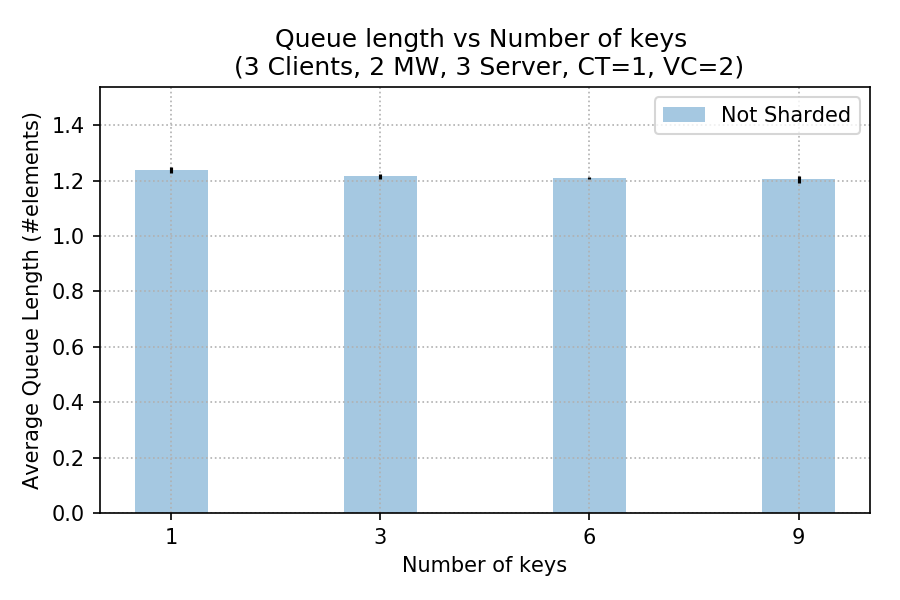 Queue length vs Number of keys
(3 Clients, 2 MW, 3 Server, CT=1, VC=2)
Not Sharded
Average Queue Length (#elements)
1.4
1.2
1.0
0.8
0.6
0.4
0.2
0.0
1 3 6 9
Number of keys